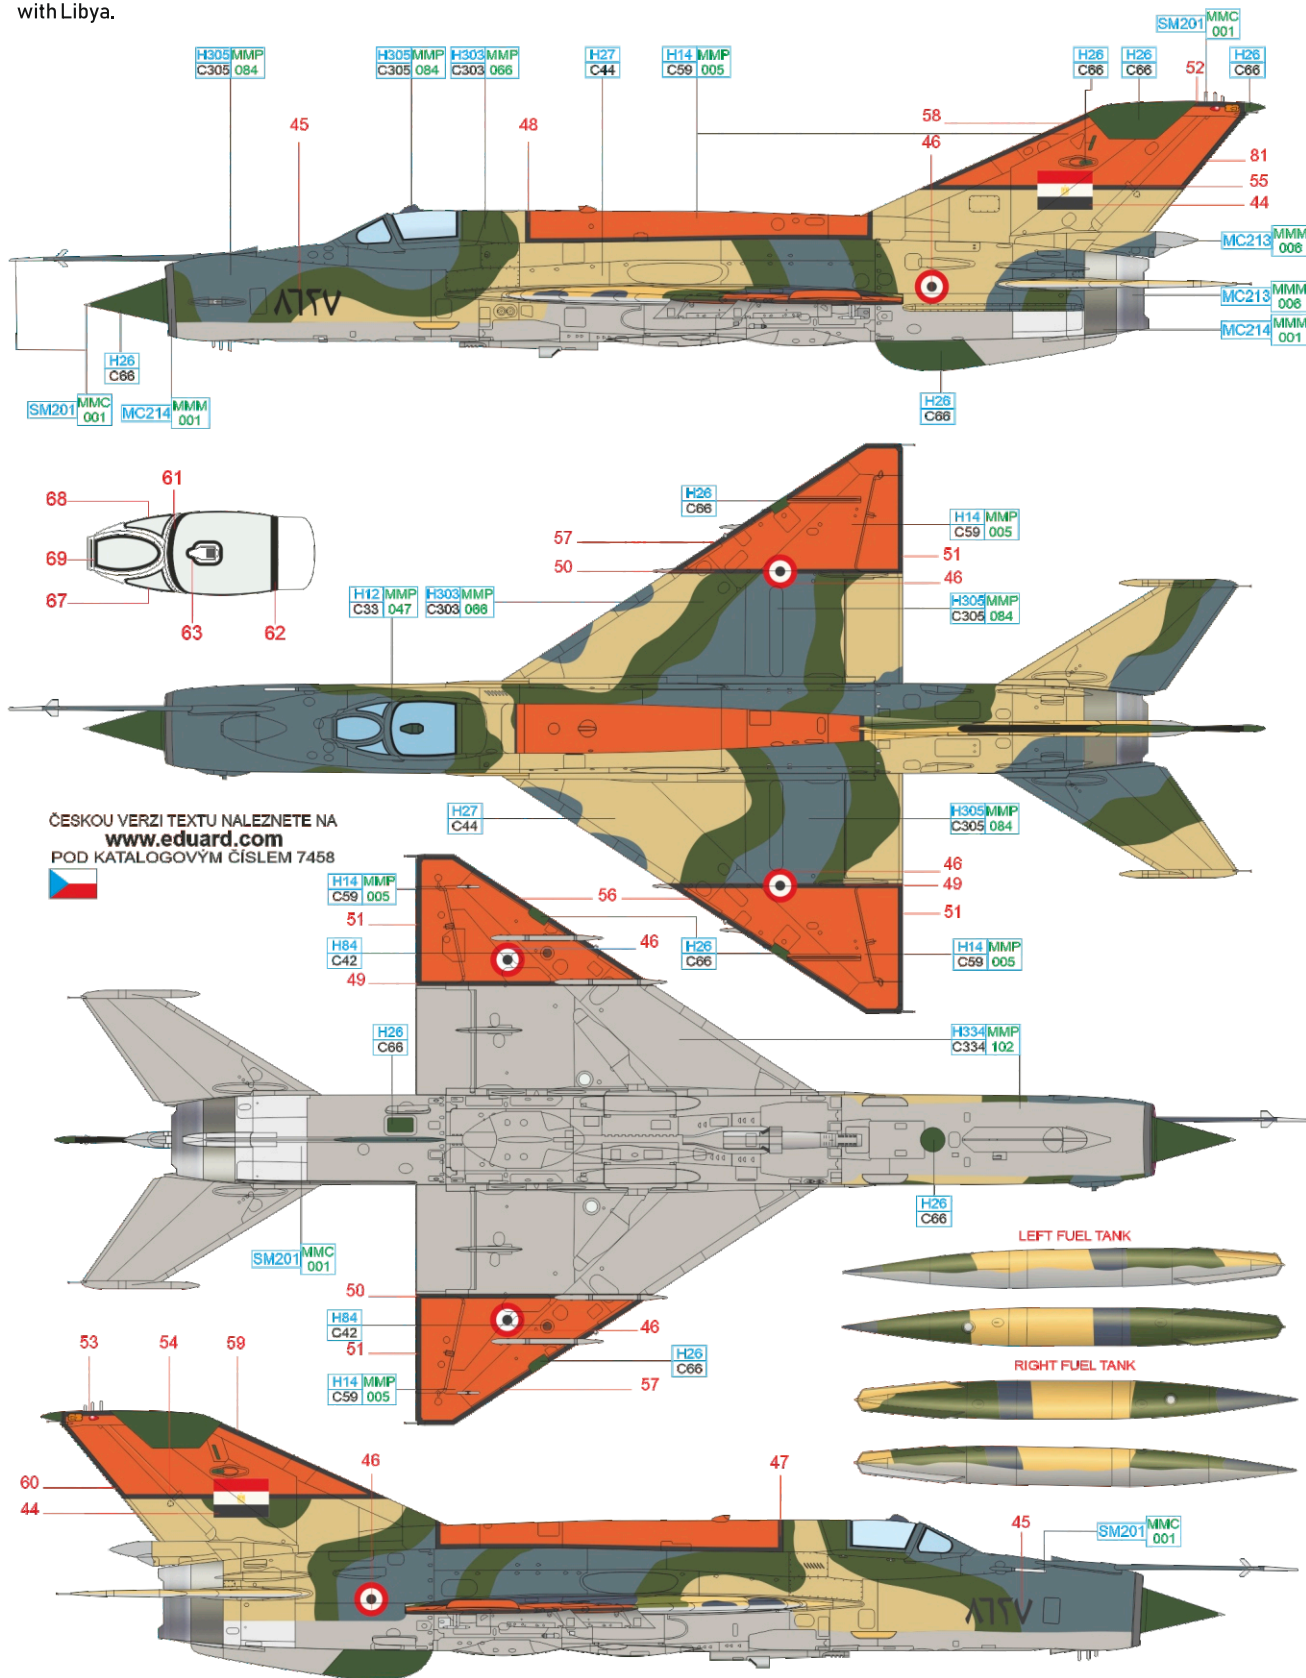 with Libya.
SM201 MMC 001
H305 MMP
C305 084
H305 MMP
C305 084
H303 MMP
C303 066
H27
C44
H14 MMP
C59 005
H26
C66
H26
C66
52
H26
C66
45
48
58
46
81
55
44
MC213 MMM 006
MC213 MMM 006
MC214 MMM 001
٨٦٢٧
H26
C66
SM201 MMC 001
MC214 MMM 001
H26
C66
61
68
69
67
63
62
H26
C66
57
50
H14 MMP
C59 005
51
46
H12 MMP
C33 047
H303 MMP
C303 066
H305 MMP
C305 084
ČESKOU VERZI TEXTU NALEZNETE NA
www.eduard.com
POD KATALOGOVÝM ČÍSLEM 7458
H27
C44
H305 MMP
C305 084
46
49
51
H14 MMP
C59 005
56
51
H84
C42
46
H26
C66
H14 MMP
C59 005
49
H26
C66
H334 MMP
C334 102
H26
C66
SM201 MMC 001
LEFT FUEL TANK
50
H84
C42
46
51
H26
C66
H14 MMP
C59 005
57
RIGHT FUEL TANK
53
54
59
46
47
60
44
45
SM201 MMC 001
٨٦٢٧